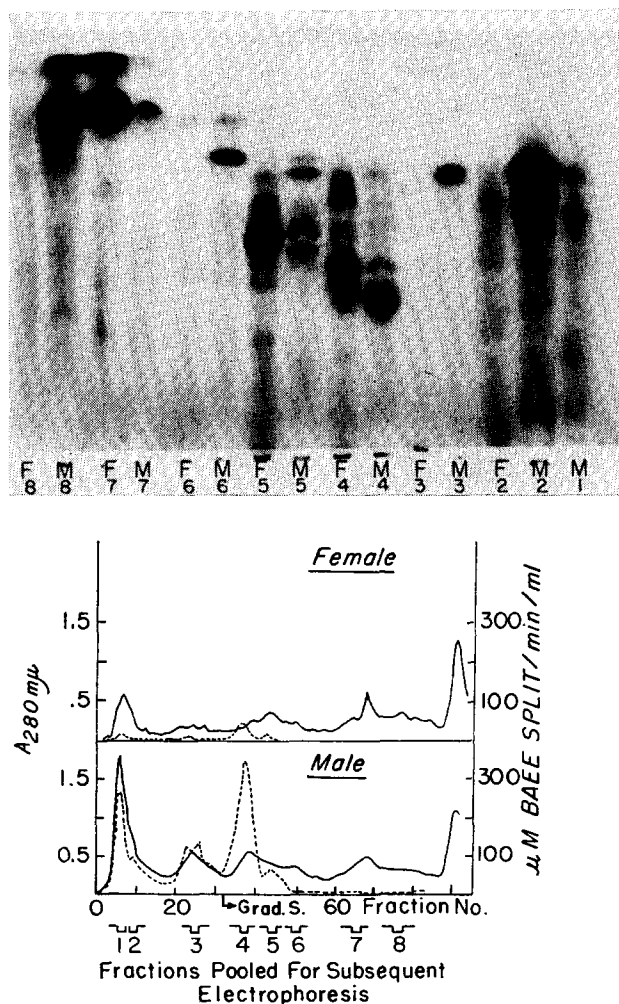 F M F M F M F M F M F M F M M
8 8 7 7 6 6 5 5 4 4 3 3 2 2 1
Female
1.5
.5
300
100
A280mμ
μM BAEE SPLIT/min/ml
Male
1.5
0.5
300
100
0 20 Grad. S. 60 Fraction No.
1 2 3 4 5 6 7 8
Fractions Pooled For Subsequent
Electrophoresis